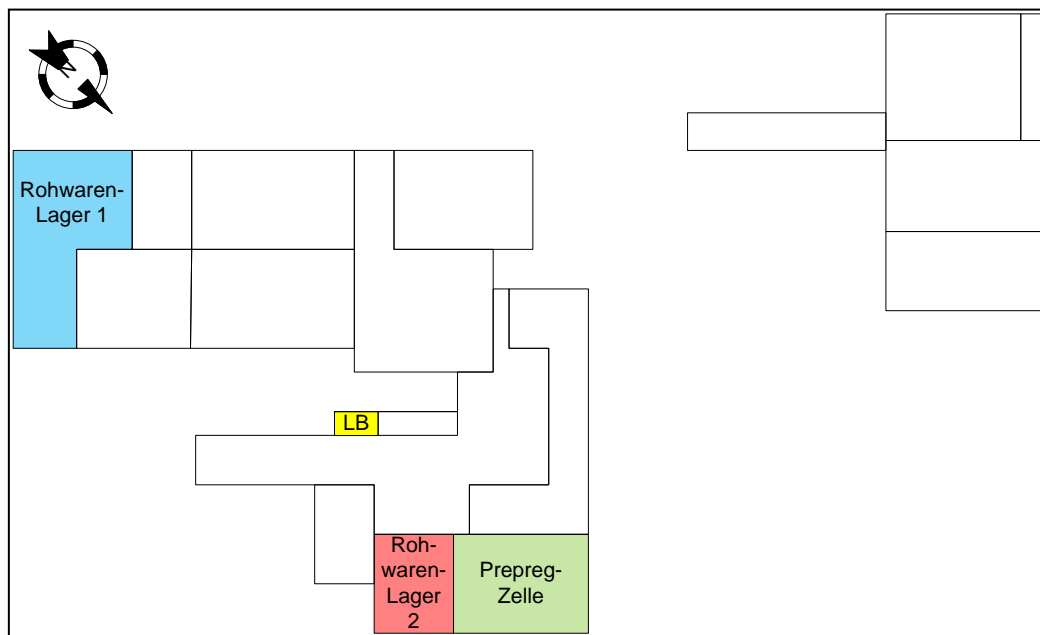 N
Rohwaren-
Lager 1
LB
Roh-
waren-
Lager
2
Prepreg-
Zelle